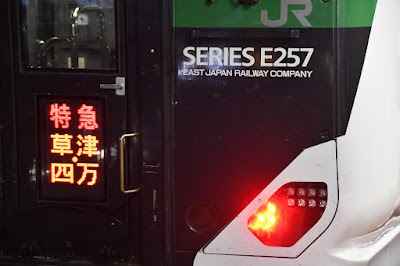 JR
SERIES E257
EAST JAPAN RAILWAY COMPANY
特急
草津
・
四万